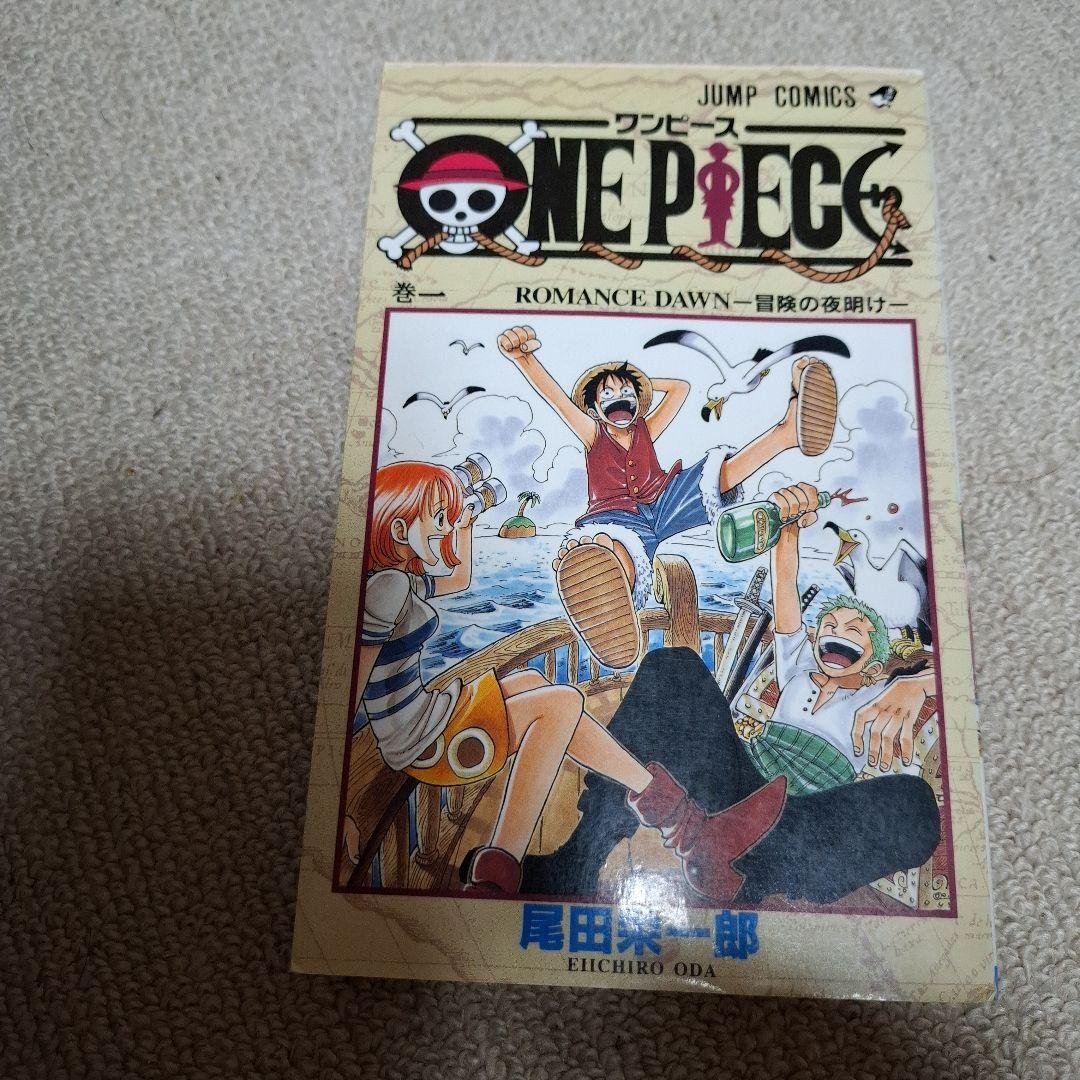 JUMP COMICS
ワンピース
ONE PIECE
巻一
ROMANCE DAWN—冒険の夜明け—
尾田栄一郎
EIICHIRO ODA